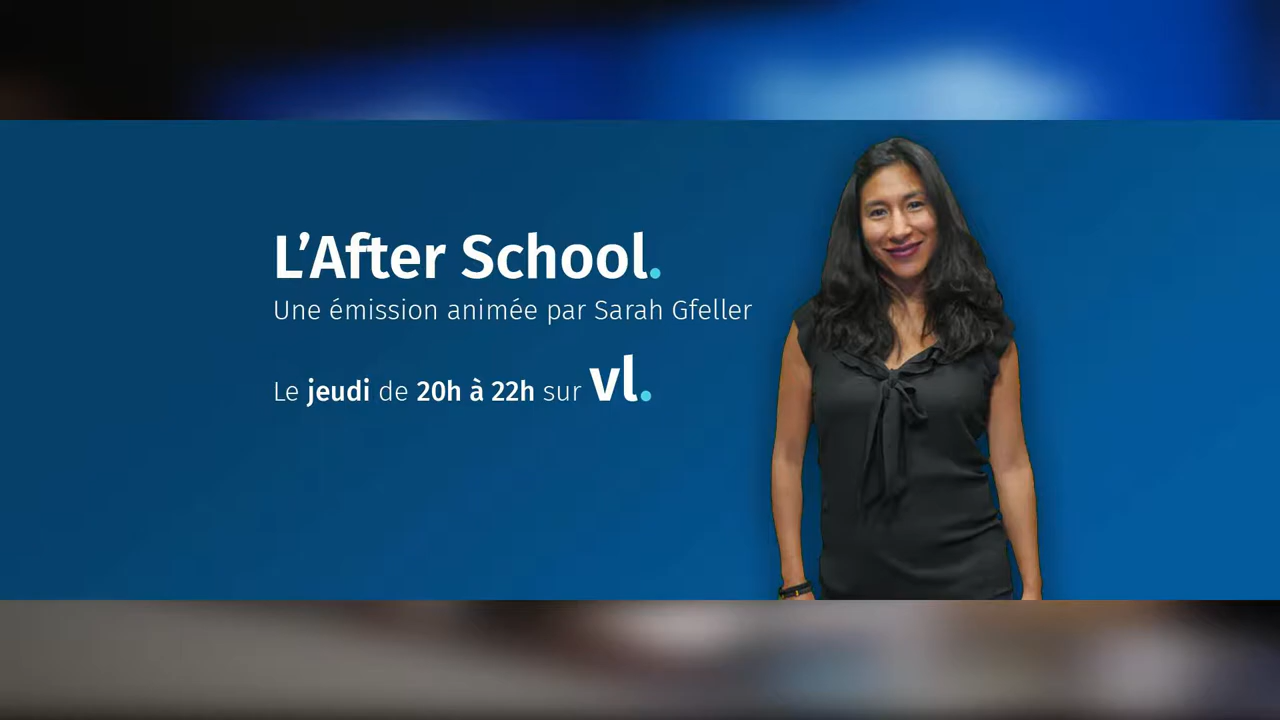 L’After School.
Une émission animée par Sarah Gfeller
Le jeudi de 20h à 22h sur vl.